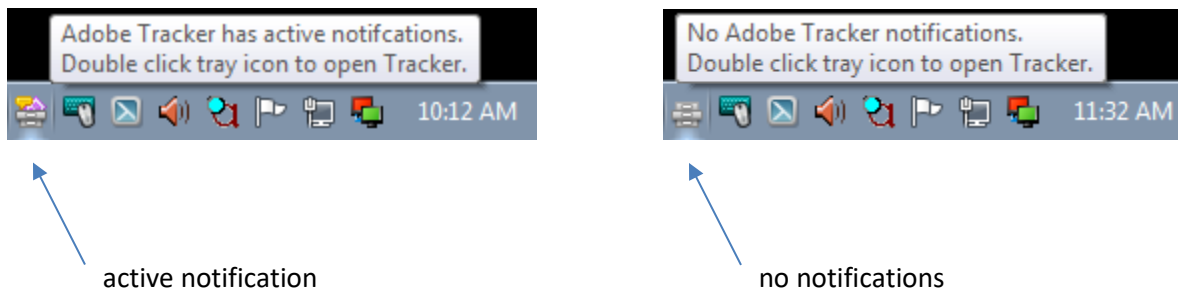 Adobe Tracker has active notifcations.
Double click tray icon to open Tracker.
10:12 AM
active notification
No Adobe Tracker notifications.
Double click tray icon to open Tracker.
11:32 AM
no notifications